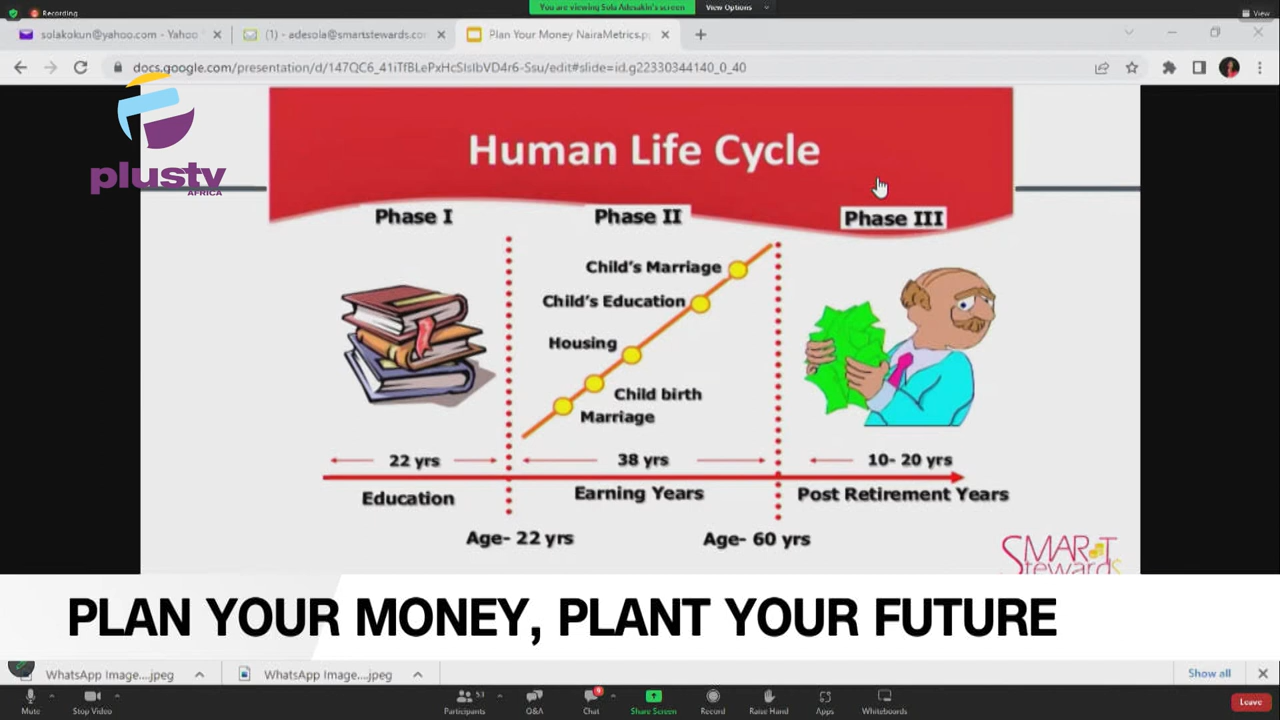 Recording
You are viewing Sola Adesakin's screen
View Options
View
solakokun@yahoo.com - Yahoo
(1) - adesola@smartstewards.co
Plan Your Money NairaMetrics.p
docs.google.com/presentation/d/147QC6_41iTfBLePxHcSIsIbVD4r6-Ssu/edit#slide=id.g22330344140_0_40
plustv
AFRICA
Human Life Cycle
Phase I
Phase II
Phase III
Child's Marriage
Child's Education
Housing
Child birth
Marriage
22 yrs
38 yrs
10- 20 yrs
Education
Earning Years
Post Retirement Years
Age- 22 yrs
Age- 60 yrs
SMART
Stewards
PLAN YOUR MONEY, PLANT YOUR FUTURE
WhatsApp Image....jpeg
WhatsApp Image....jpeg
Show all
Mute
Stop Video
Participants
53
Q&A
Chat
Share Screen
Record
Raise Hand
Apps
Whiteboards
Leave